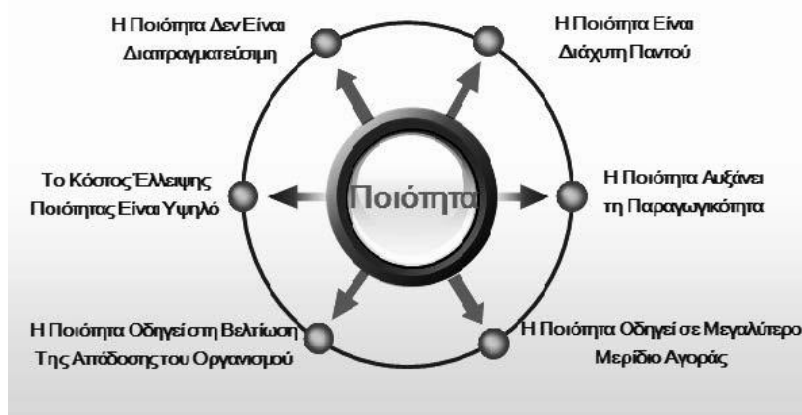 Η Ποιότητα Δεν Είναι
Διαπραγματεύσιμη
Η Ποιότητα Είναι
Διάχυτη Παντού
Το Κόστος Έλλειψης
Ποιότητας Είναι Υψηλό
Ποιότητα
Η Ποιότητα Αυξάνει
τη Παραγωγικότητα
Η Ποιότητα Οδηγεί στη Βελτίωση
Της Απόδοσης του Οργανισμού
Η Ποιότητα Οδηγεί σε Μεγαλύτερο
Μερίδιο Αγοράς